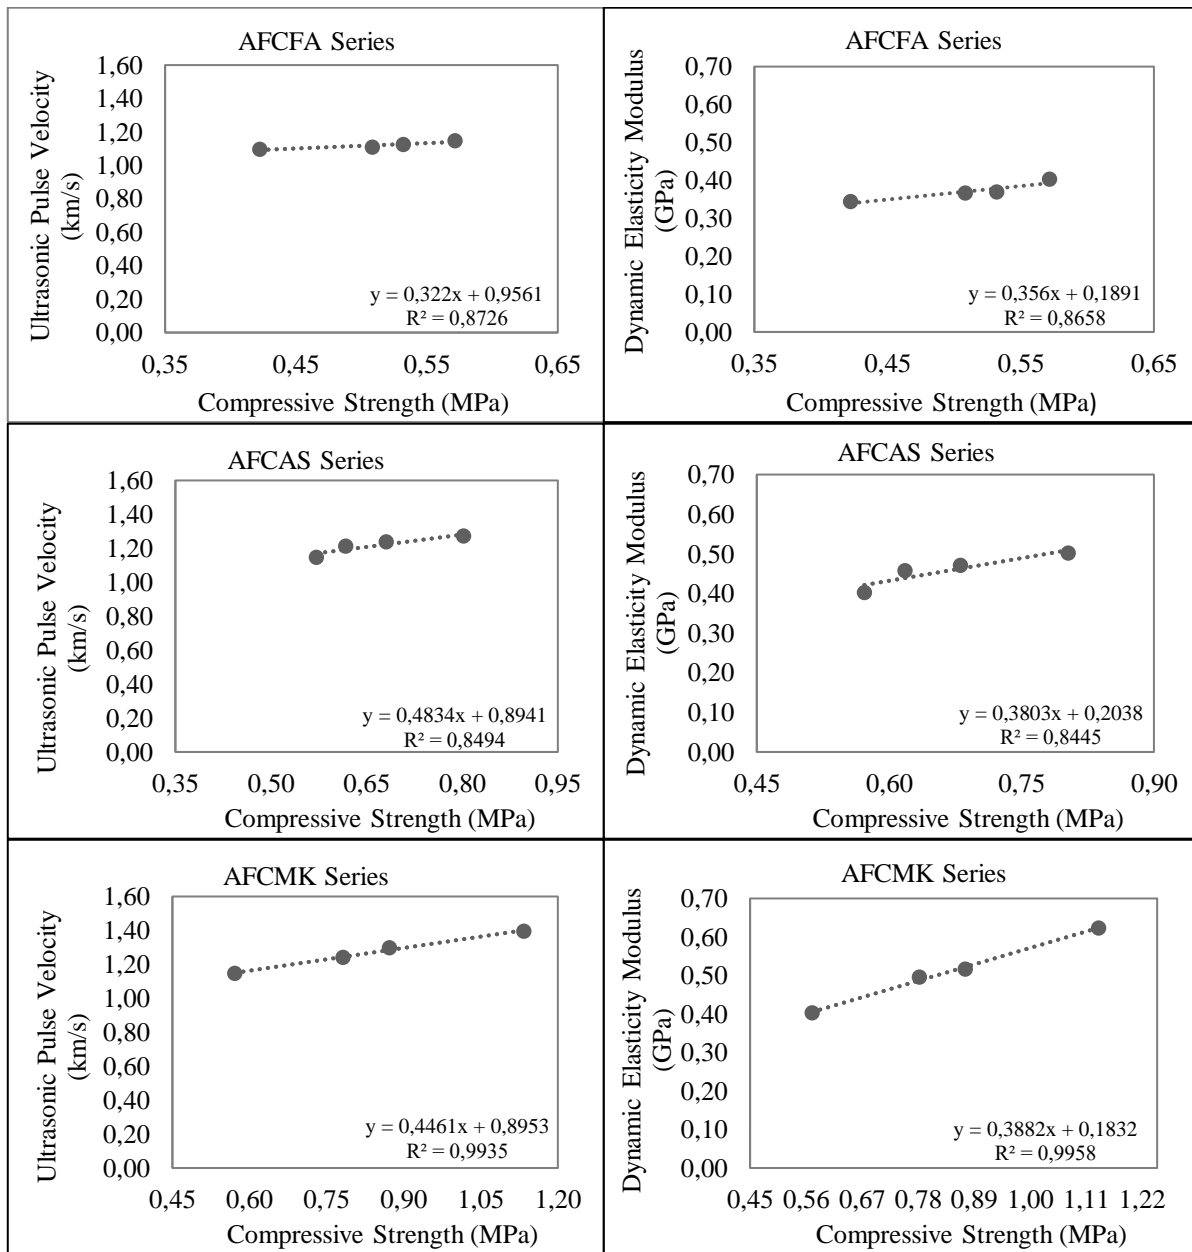 AFCFA Series
Ultrasonic Pulse Velocity
(km/s)
1,60
1,40
1,20
1,00
0,80
0,60
0,40
0,20
0,00
y = 0,322x + 0,9561
R² = 0,8726
0,35 0,45 0,55 0,65
Compressive Strength (MPa)
AFCFA Series
Dynamic Elasticity Modulus
(GPa)
0,70
0,60
0,50
0,40
0,30
0,20
0,10
0,00
y = 0,356x + 0,1891
R² = 0,8658
0,35 0,45 0,55 0,65
Compressive Strength (MPa)
AFCAS Series
Ultrasonic Pulse Velocity
(km/s)
1,60
1,40
1,20
1,00
0,80
0,60
0,40
0,20
0,00
y = 0,4834x + 0,8941
R² = 0,8494
0,35 0,50 0,65 0,80 0,95
Compressive Strength (MPa)
AFCAS Series
Dynamic Elasticity Modulus
(GPa)
0,70
0,60
0,50
0,40
0,30
0,20
0,10
0,00
y = 0,3803x + 0,2038
R² = 0,8445
0,45 0,60 0,75 0,90
Compressive Strength (MPa)
AFCMK Series
Ultrasonic Pulse Velocity
(km/s)
1,60
1,40
1,20
1,00
0,80
0,60
0,40
0,20
0,00
y = 0,4461x + 0,8953
R² = 0,9935
0,45 0,60 0,75 0,90 1,05 1,20
Compressive Strength (MPa)
AFCMK Series
Dynamic Elasticity Modulus
(GPa)
0,70
0,60
0,50
0,40
0,30
0,20
0,10
0,00
y = 0,3882x + 0,1832
R² = 0,9958
0,45 0,56 0,67 0,78 0,89 1,00 1,11 1,22
Compressive Strength (MPa)